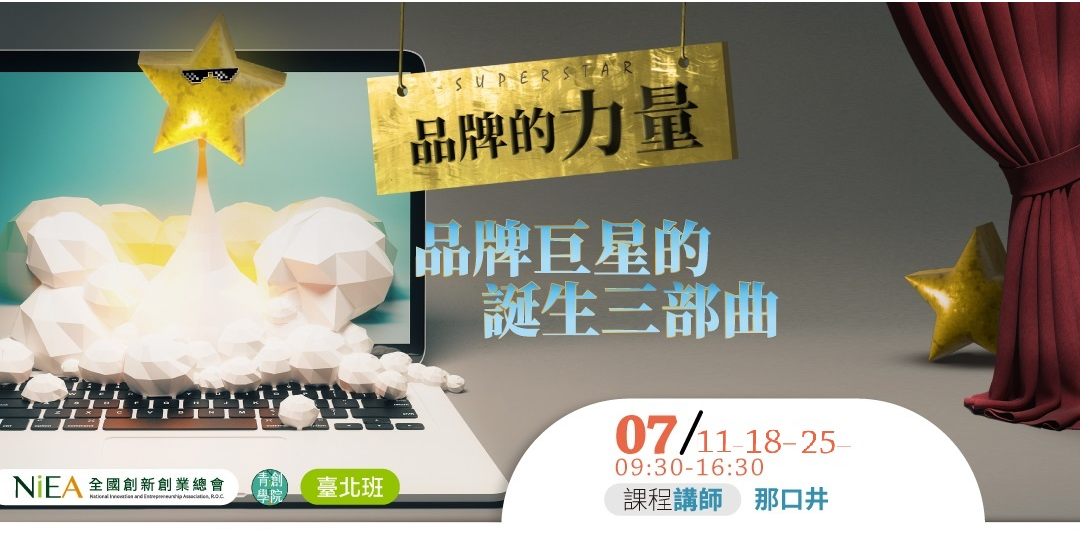 SUPERSTAR
品牌的力量
品牌巨星的
誕生三部曲
07/11-18-25
09:30-16:30
課程講師 那口井
NiEA 全國創新創業總會
National Innovation and Entrepreneurship Association, R.O.C.
青創
學院
臺北班